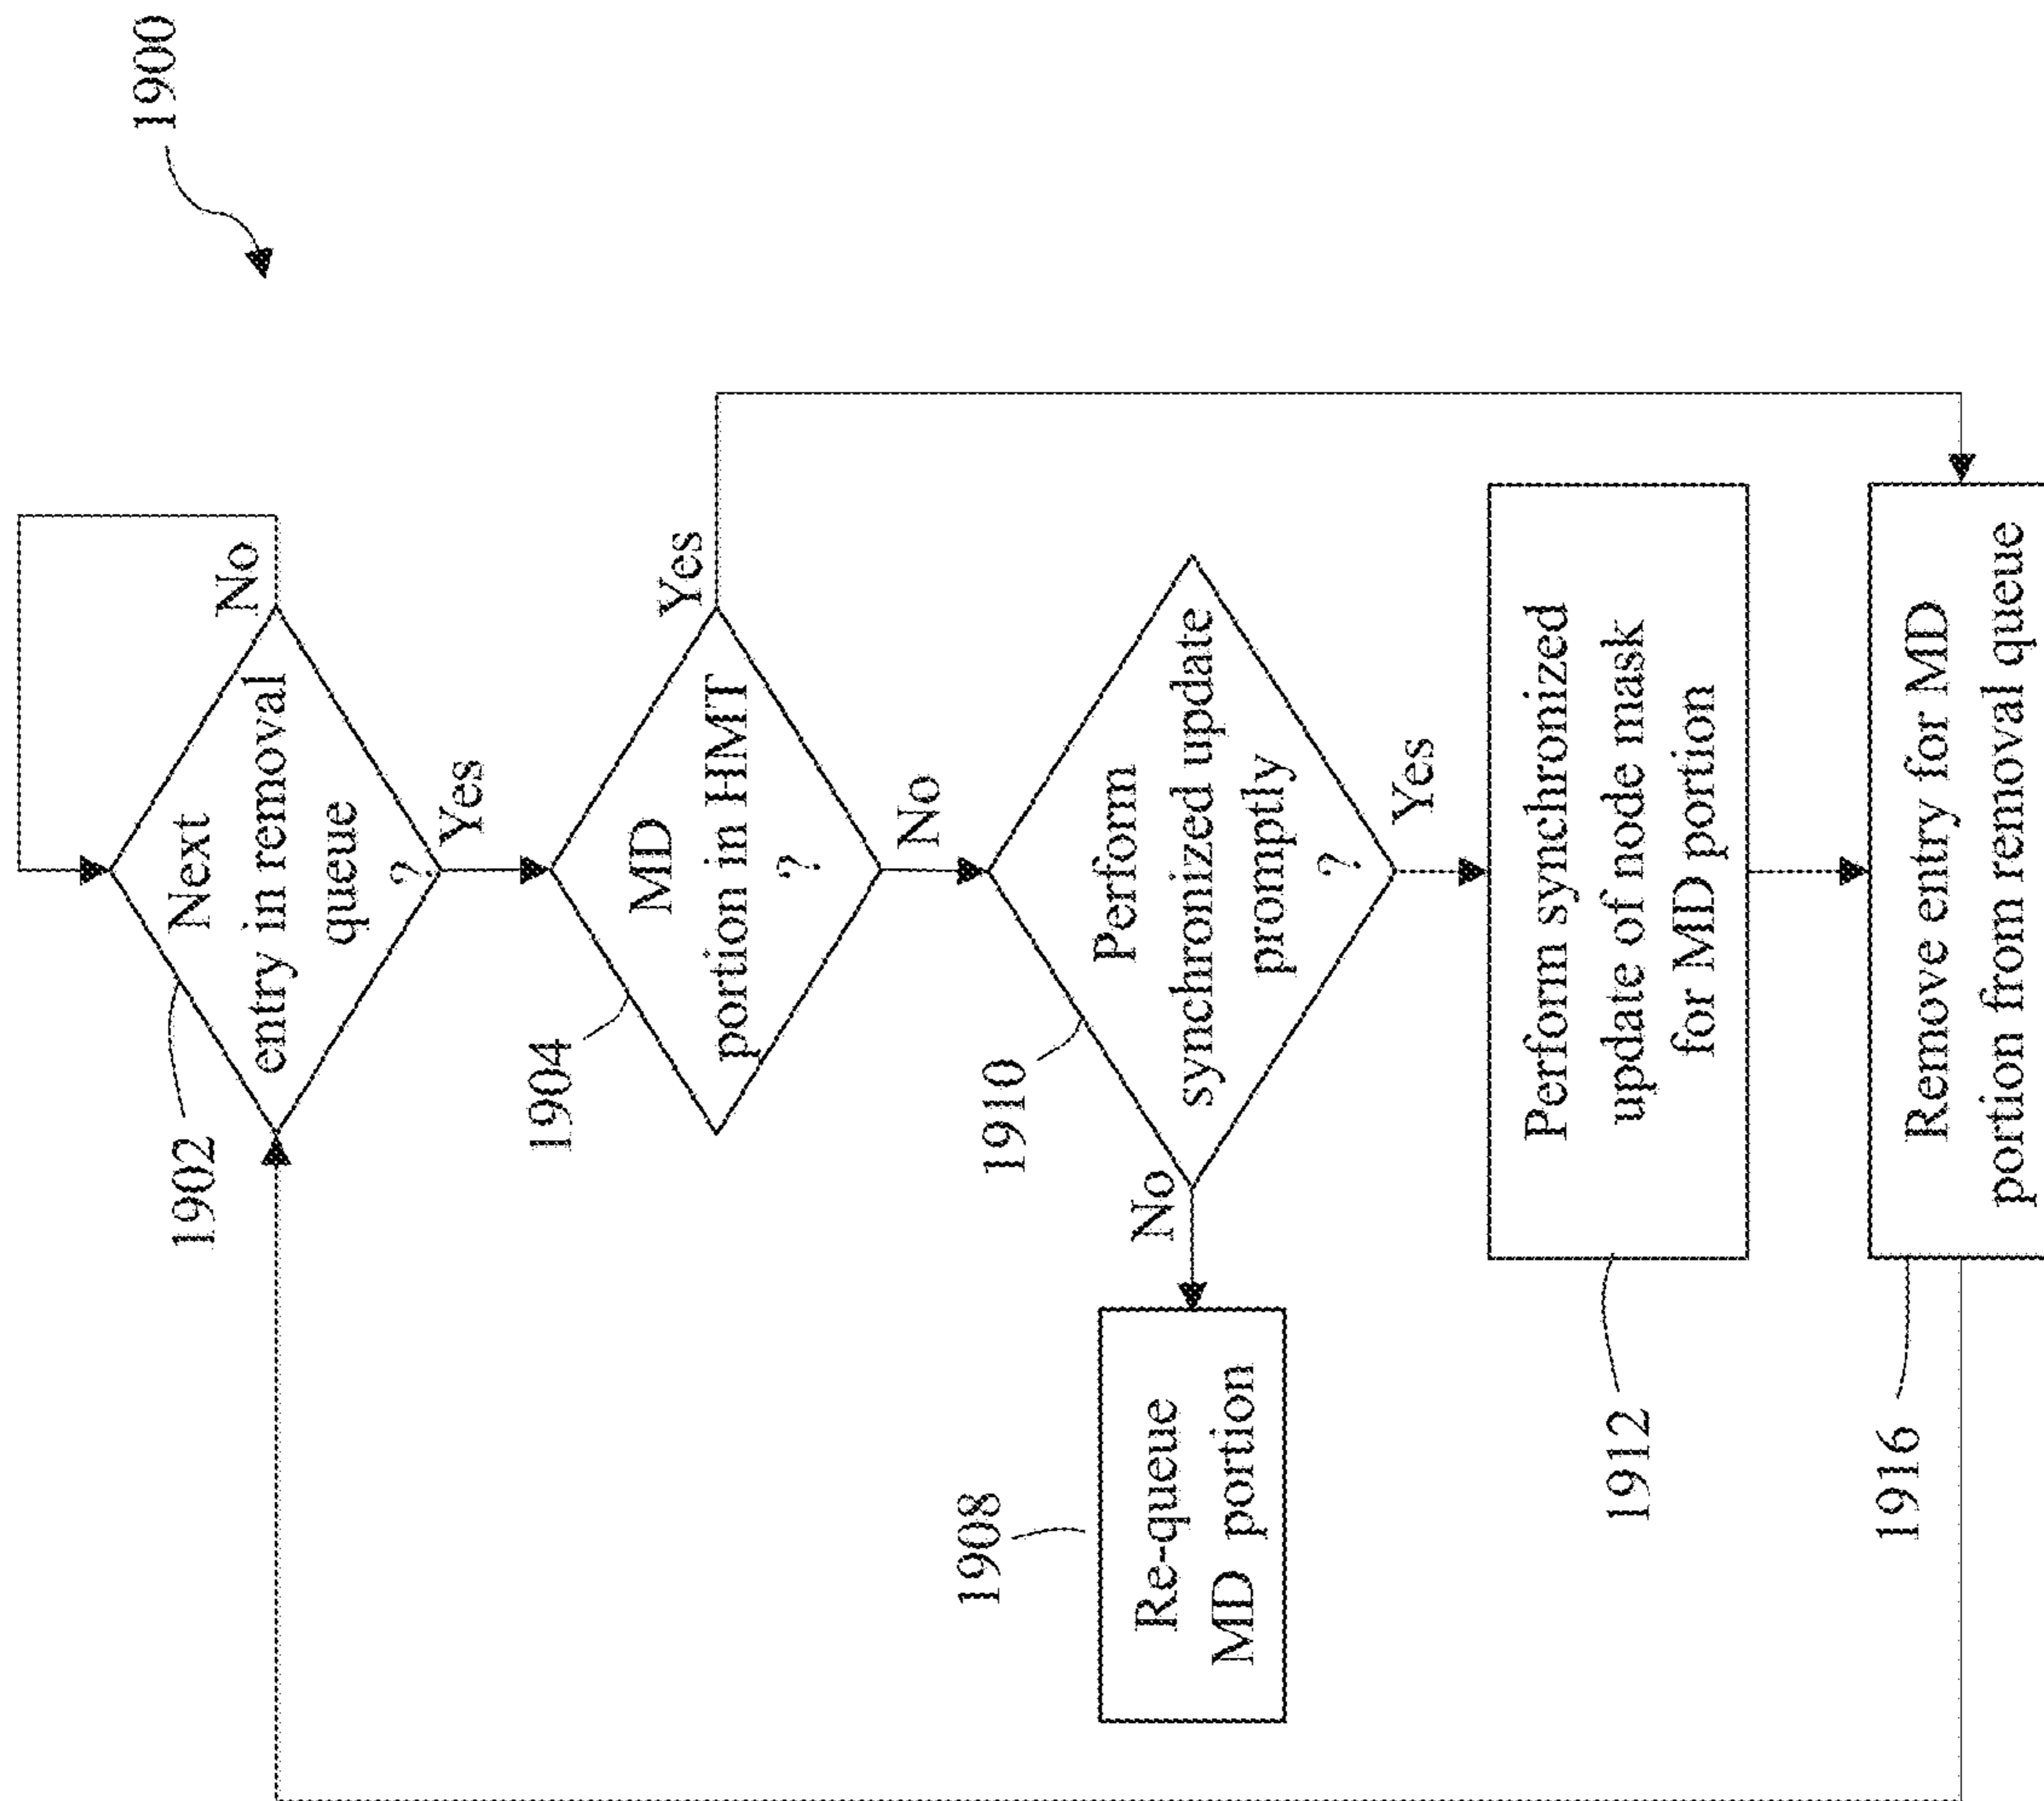 1900
1902
Next
entry in removal
queue
?
No
Yes
1904
MD
portion in HMT
?
Yes
No
1910
Perform
synchronized update
promptly
?
No
Yes
1908
Re-queue
MD portion
1912
Perform synchronized
update of node mask
for MD portion
1916
Remove entry for MD
portion from removal queue